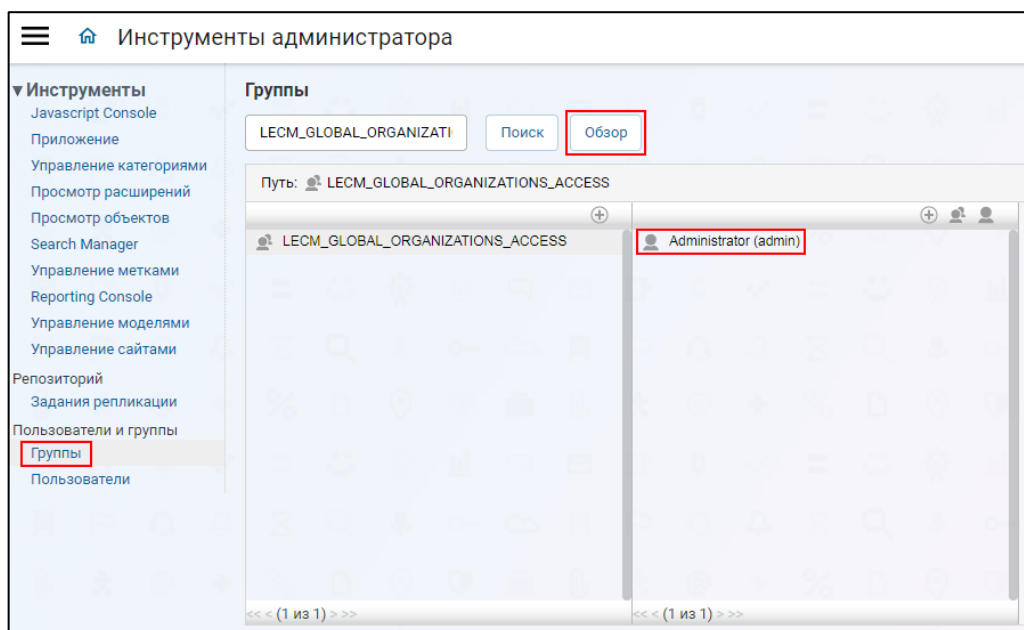 Инструменты администратора
▾ Инструменты
Javascript Console
Приложение
Управление категориями
Просмотр расширений
Просмотр объектов
Search Manager
Управление метками
Reporting Console
Управление моделями
Управление сайтами
Репозиторий
Задания репликации
Пользователи и группы
Группы
Пользователи
Группы
LECM_GLOBAL_ORGANIZATI
Поиск
Обзор
Путь: LECM_GLOBAL_ORGANIZATIONS_ACCESS
LECM_GLOBAL_ORGANIZATIONS_ACCESS
Administrator (admin)
<< < (1 из 1) > >>
<< < (1 из 1) > >>